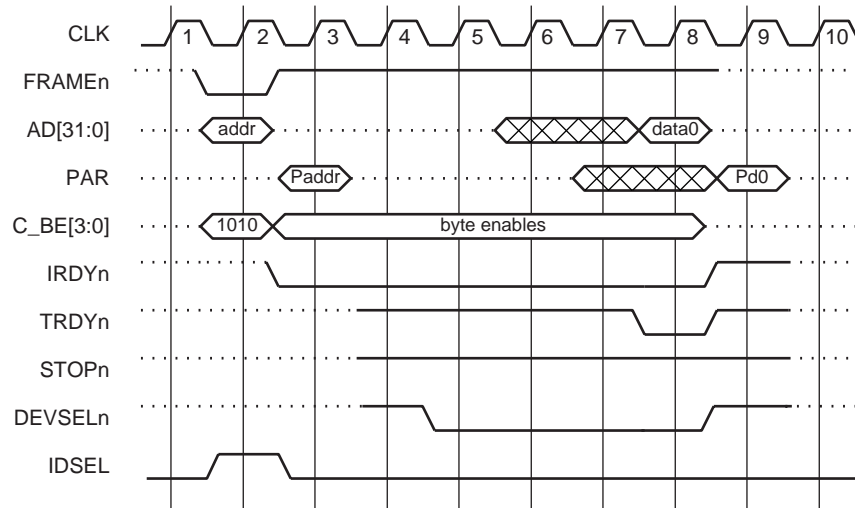 CLK 1 2 3 4 5 6 7 8 9 10
FRAMEn
AD[31:0] addr data0
PAR Paddr Pd0
C_BE[3:0] 1010 byte enables
IRDYn
TRDYn
STOPn
DEVSELn
IDSEL